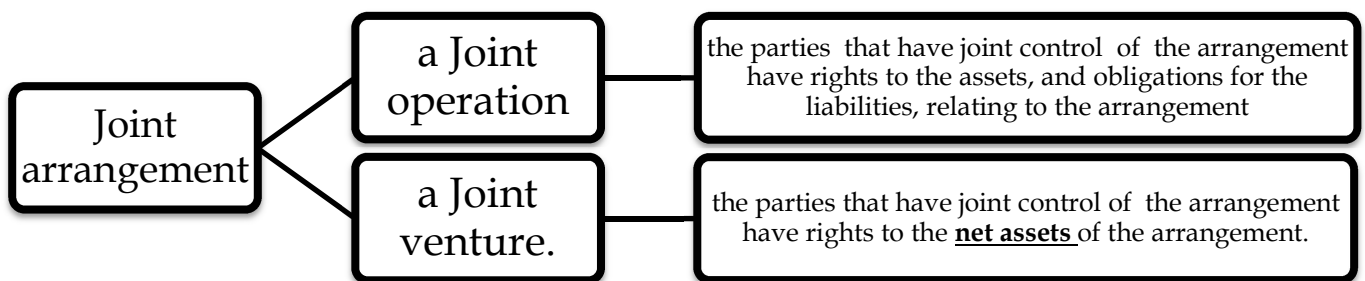 Joint
arrangement
a Joint
operation
the parties that have joint control of the arrangement
have rights to the assets, and obligations for the
liabilities, relating to the arrangement
a Joint
venture.
the parties that have joint control of the arrangement
have rights to the net assets of the arrangement.